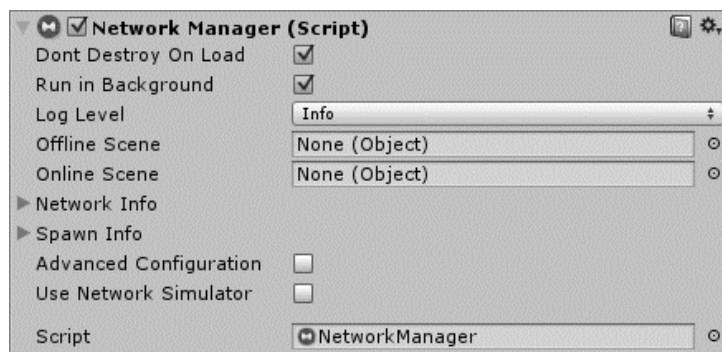 Network Manager (Script)
Dont Destroy On Load
Run in Background
Log Level Info
Offline Scene None (Object)
Online Scene None (Object)
Network Info
Spawn Info
Advanced Configuration
Use Network Simulator
Script NetworkManager